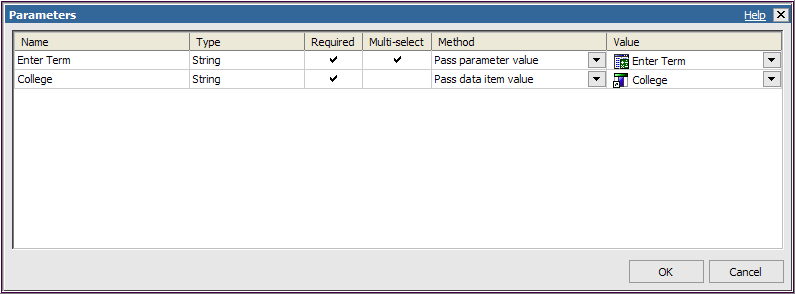 Parameters Help
Name Type Required Multi-select Method Value
Enter Term String Pass parameter value Enter Term
College String Pass data item value College
OK Cancel